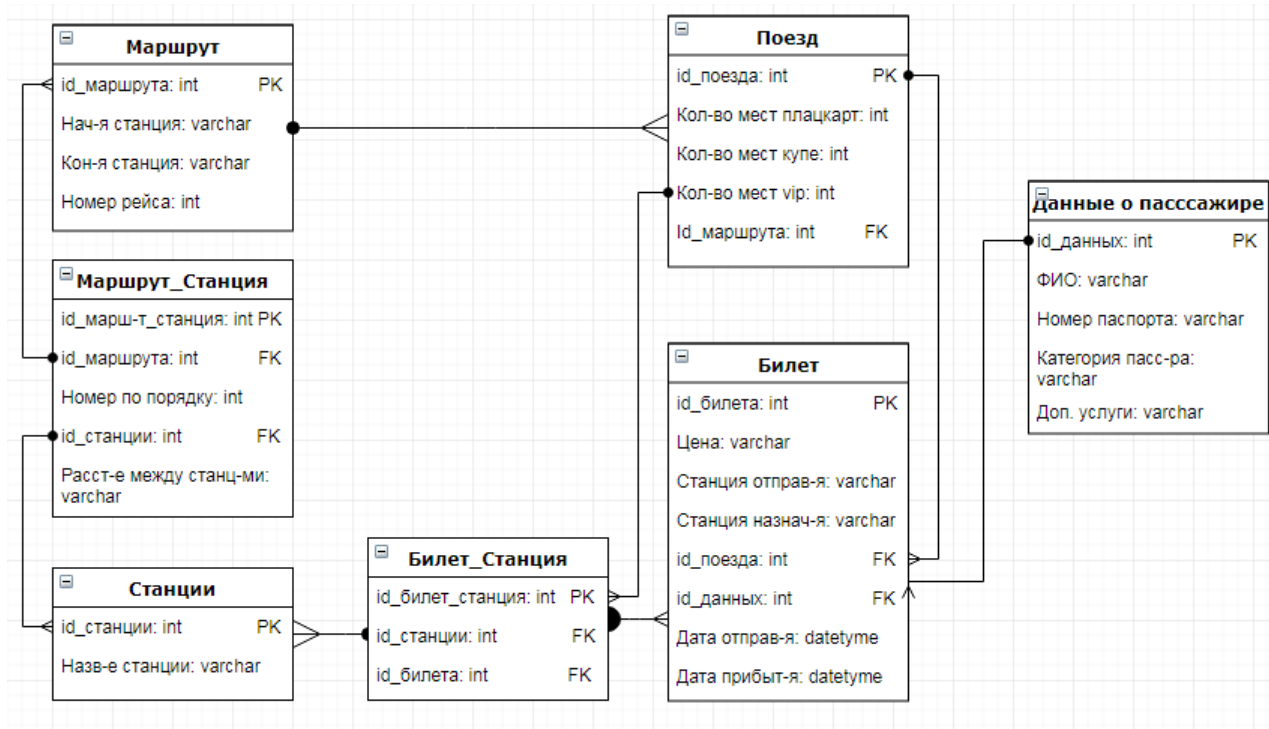 Маршрут
id_маршрута: int PK
Нач-я станция: varchar
Кон-я станция: varchar
Номер рейса: int
Маршрут_Станция
id_марш-т_станция: int PK
id_маршрута: int FK
Номер по порядку: int
id_станции: int FK
Расст-е между станц-ми:
varchar
Станции
id_станции: int PK
Назв-е станции: varchar
Билет_Станция
id_билет_станция: int PK
id_станции: int FK
id_билета: int FK
Поезд
id_поезда: int PK
Кол-во мест плацкарт: int
Кол-во мест купе: int
Кол-во мест vip: int
Id_маршрута: int FK
Билет
id_билета: int PK
Цена: varchar
Станция отправ-я: varchar
Станция назнач-я: varchar
id_поезда: int FK
id_данных: int FK
Дата отправ-я: datetyme
Дата прибыт-я: datetyme
Данные о пасссажире
id_данных: int PK
ФИО: varchar
Номер паспорта: varchar
Категория пасс-ра:
varchar
Доп. услуги: varchar